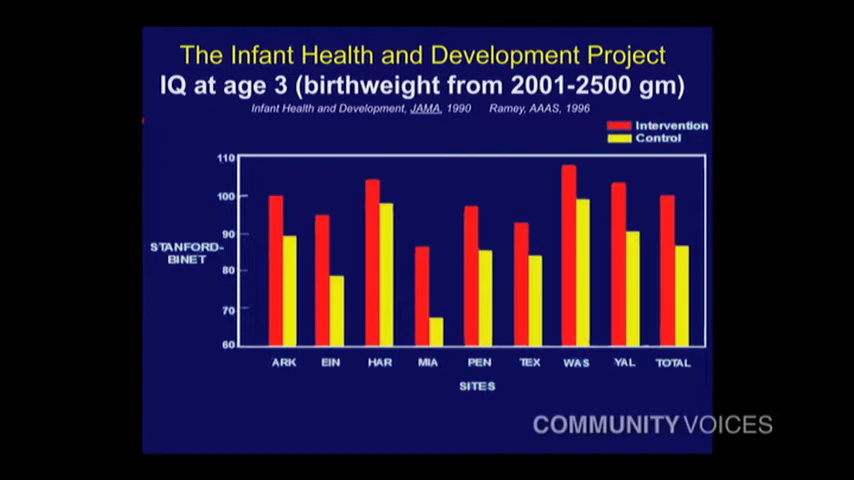 The Infant Health and Development Project
IQ at age 3 (birthweight from 2001-2500 gm)
Infant Health and Development, JAMA, 1990 Ramey, AAAS, 1996
Intervention
Control
110
100
90
80
70
60
STANFORD-
BINET
ARK EIN HAR MIA PEN TEX WAS YAL TOTAL
SITES
COMMUNITY VOICES